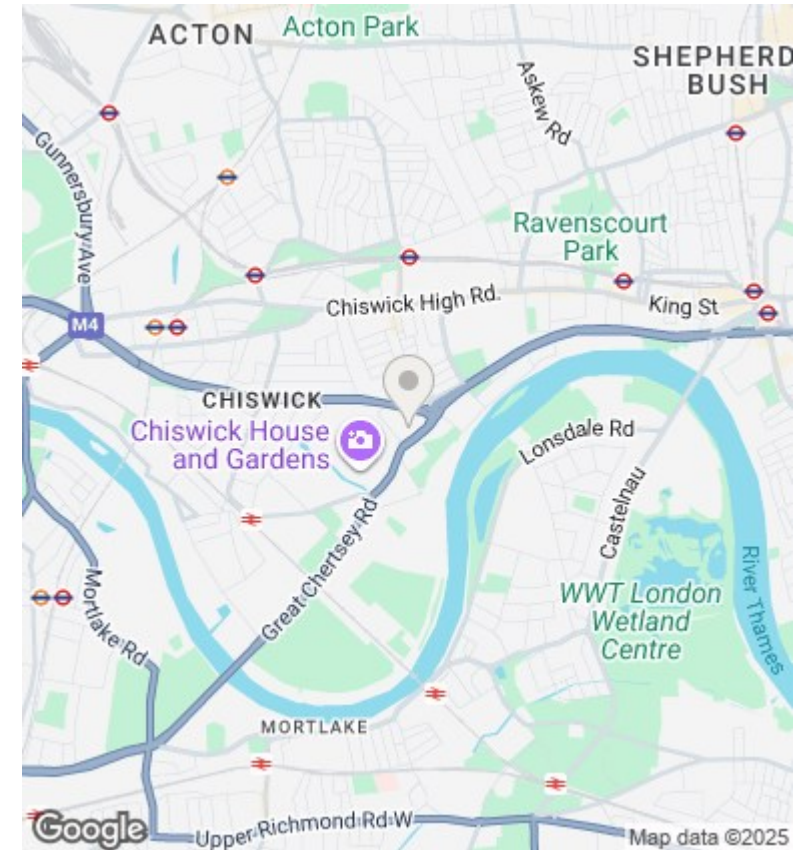 ACTON
Acton Park
SHEPHERD
BUSH
Askew Rd
Gunnersbury Ave
Ravenscourt
Park
Chiswick High Rd.
King St
M4
CHISWICK
Chiswick House
and Gardens
Lonsdale Rd
Castelnau
Great Chertsey Rd
Mortlake Rd
WWT London
Wetland
Centre
River Thames
MORTLAKE
Google
Upper Richmond Rd W
Map data ©2025